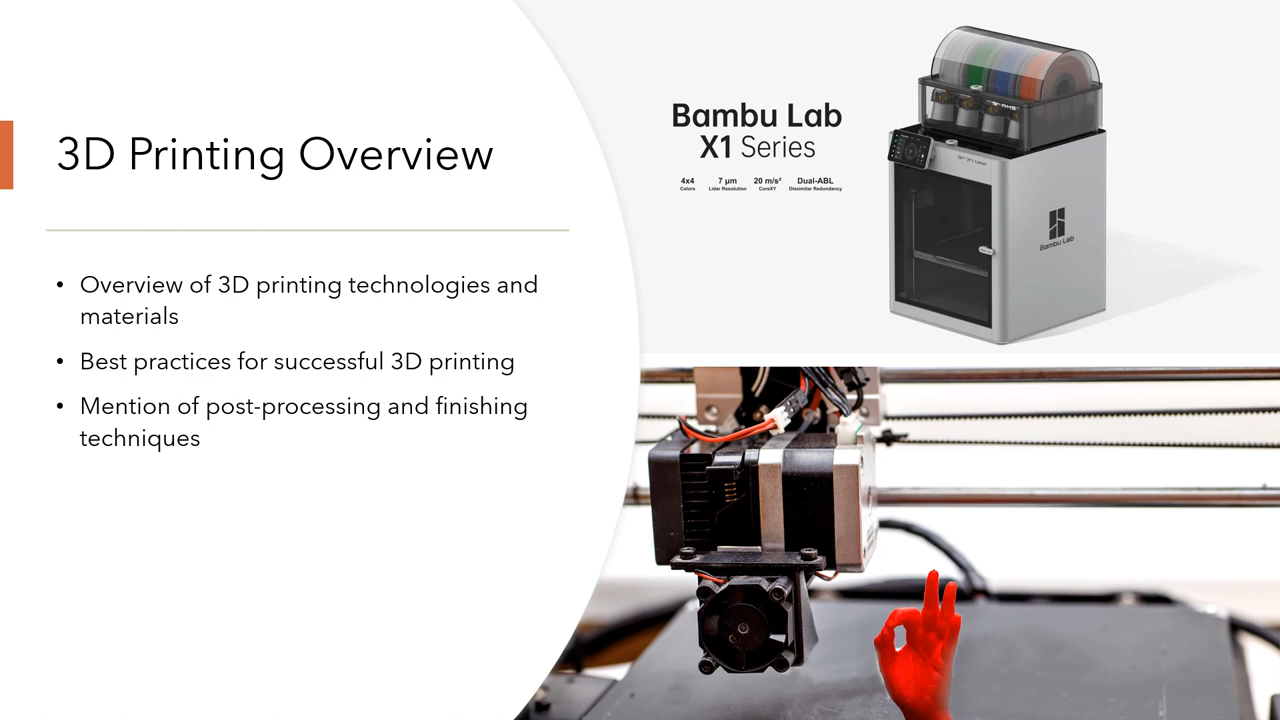 3D Printing Overview
• Overview of 3D printing technologies and
materials
• Best practices for successful 3D printing
• Mention of post-processing and finishing
techniques
Bambu Lab
X1 Series
4x4 7 μm 20 m/s² Dual-ABL
Colors Lidar Resolution CoreXY Dissimilar Redundancy
Bambu Lab